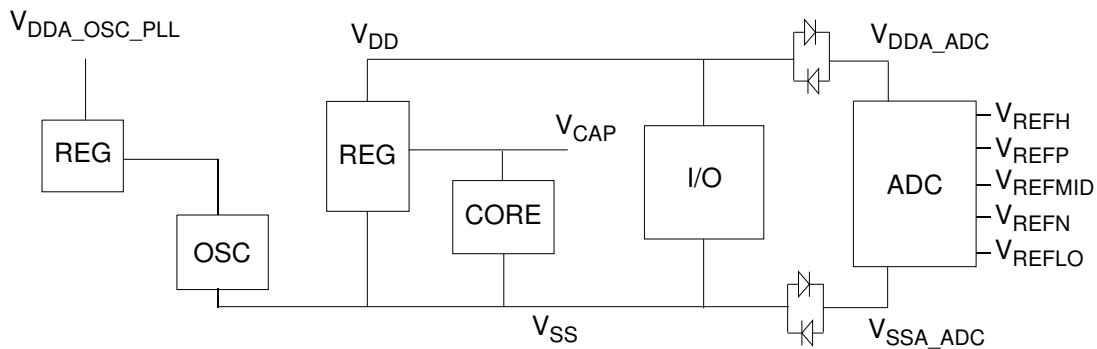 VDDA_OSC_PLL
VDD
VDDA_ADC
REG
REG
VCAP
CORE
I/O
ADC
VREFH
VREFP
VREFMID
VREFN
VREFLO
OSC
VSS
VSSA_ADC